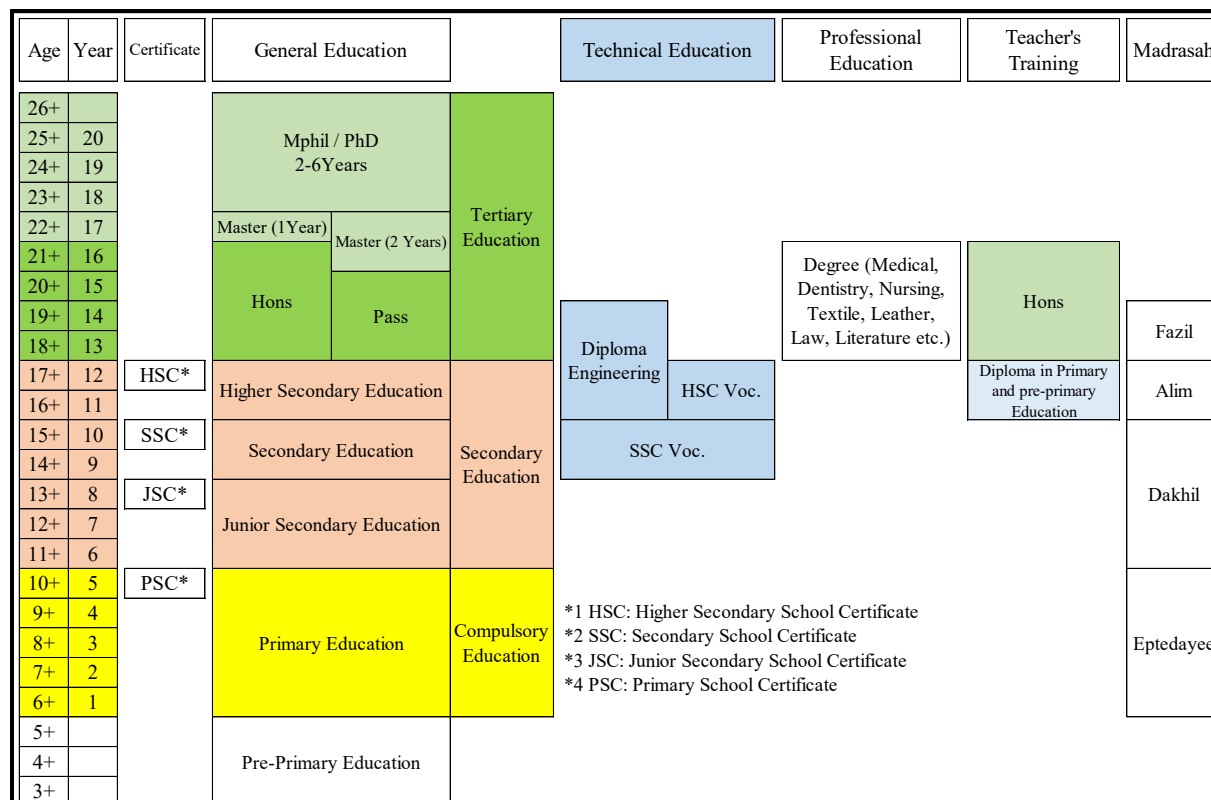 Age Year Certificate General Education Technical Education Professional Education Teacher's Training Madrasah
26+
25+ 20
24+ 19
23+ 18
22+ 17
21+ 16
20+ 15
19+ 14
18+ 13
17+ 12
16+ 11
15+ 10
14+ 9
13+ 8
12+ 7
11+ 6
10+ 5
9+ 4
8+ 3
7+ 2
6+ 1
5+
4+
3+
HSC*
SSC*
JSC*
PSC*
Mphil / PhD
2-6Years
Master (1Year)
Master (2 Years)
Hons
Pass
Higher Secondary Education
Secondary Education
Junior Secondary Education
Primary Education
Pre-Primary Education
Tertiary
Education
Secondary
Education
Compulsory
Education
Diploma
Engineering
HSC Voc.
SSC Voc.
Degree (Medical,
Dentistry, Nursing,
Textile, Leather,
Law, Literature etc.)
Hons
Diploma in Primary
and pre-primary
Education
Fazil
Alim
Dakhil
Eptedayee
*1 HSC: Higher Secondary School Certificate
*2 SSC: Secondary School Certificate
*3 JSC: Junior Secondary School Certificate
*4 PSC: Primary School Certificate